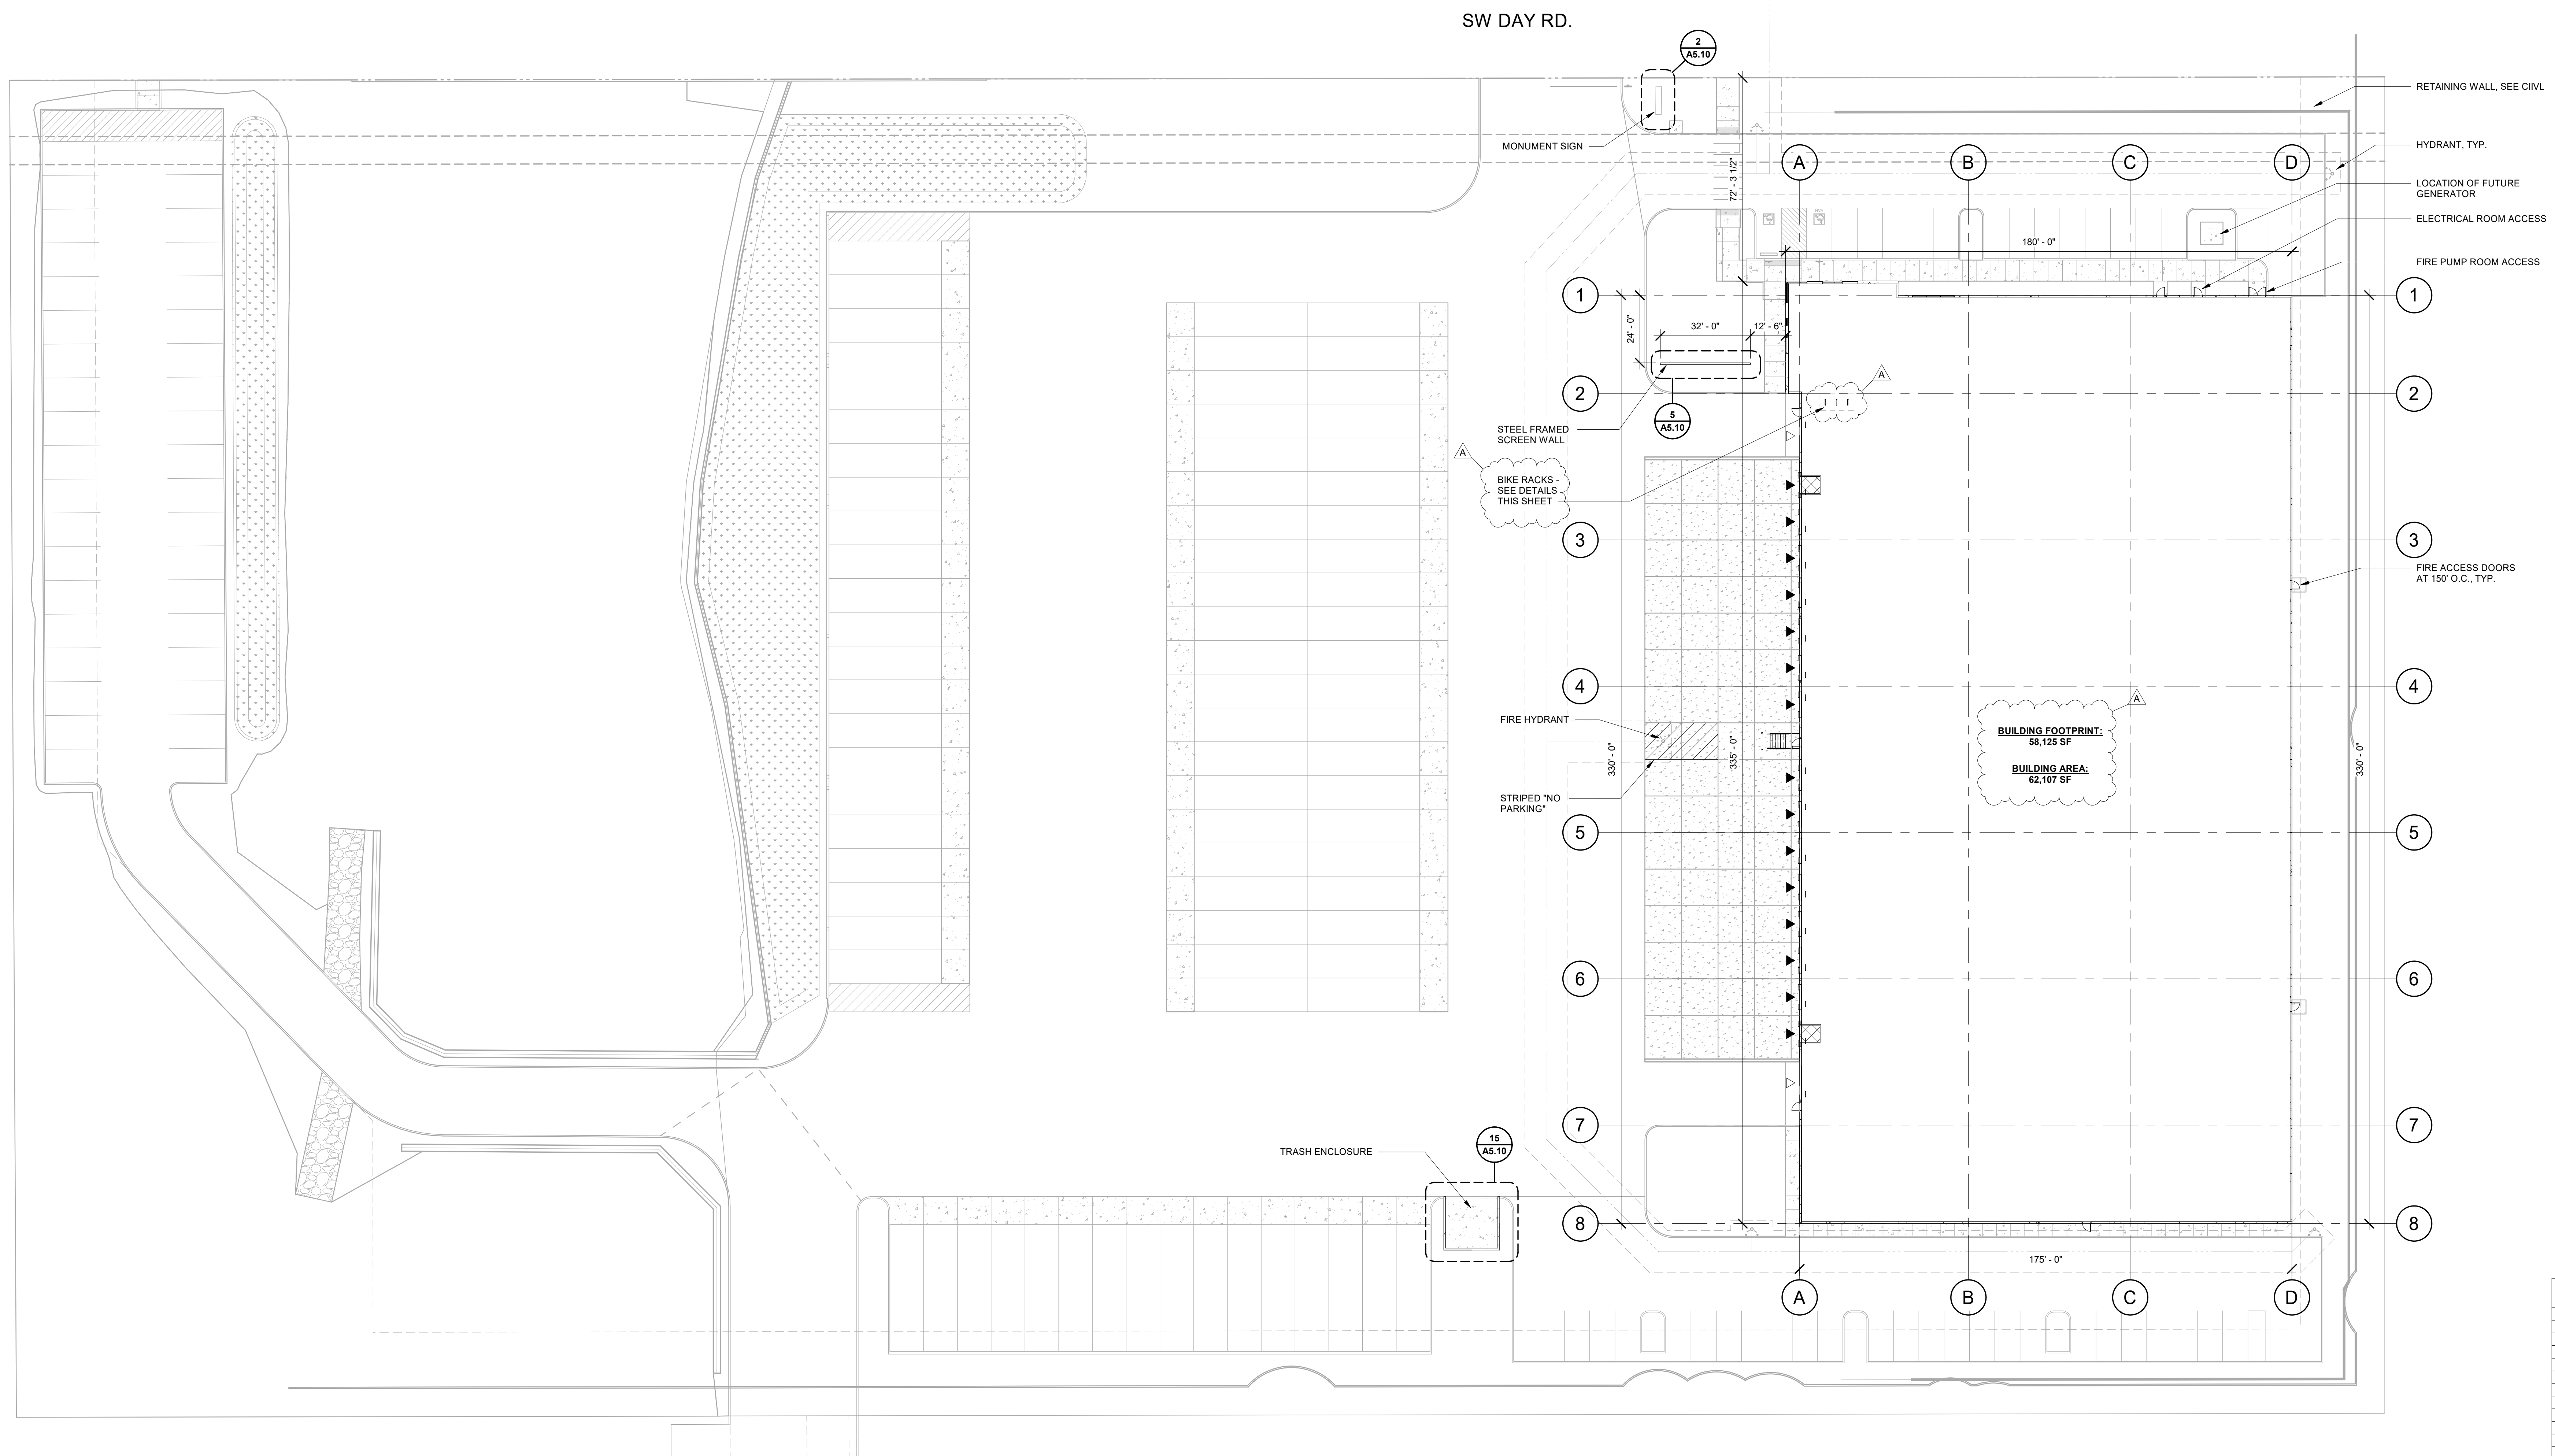 SW DAY RD.
2
A5.10
RETAINING WALL, SEE CIIVL
MONUMENT SIGN
HYDRANT, TYP.
A
B
C
D
72' - 3 1/2"
LOCATION OF FUTURE
GENERATOR
ELECTRICAL ROOM ACCESS
180' - 0"
FIRE PUMP ROOM ACCESS
1
1
24' - 0"
32' - 0"
12' - 6"
A
2
2
5
A5.10
STEEL FRAMED
SCREEN WALL
A
BIKE RACKS -
SEE DETAILS
THIS SHEET
3
3
FIRE ACCESS DOORS
AT 150' O.C., TYP.
4
4
A
FIRE HYDRANT
BUILDING FOOTPRINT:
58,125 SF
BUILDING AREA:
62,107 SF
330' - 0"
335' - 0"
330' - 0"
STRIPED "NO
PARKING"
5
5
6
6
7
7
15
A5.10
TRASH ENCLOSURE
8
8
175' - 0"
A
B
C
D